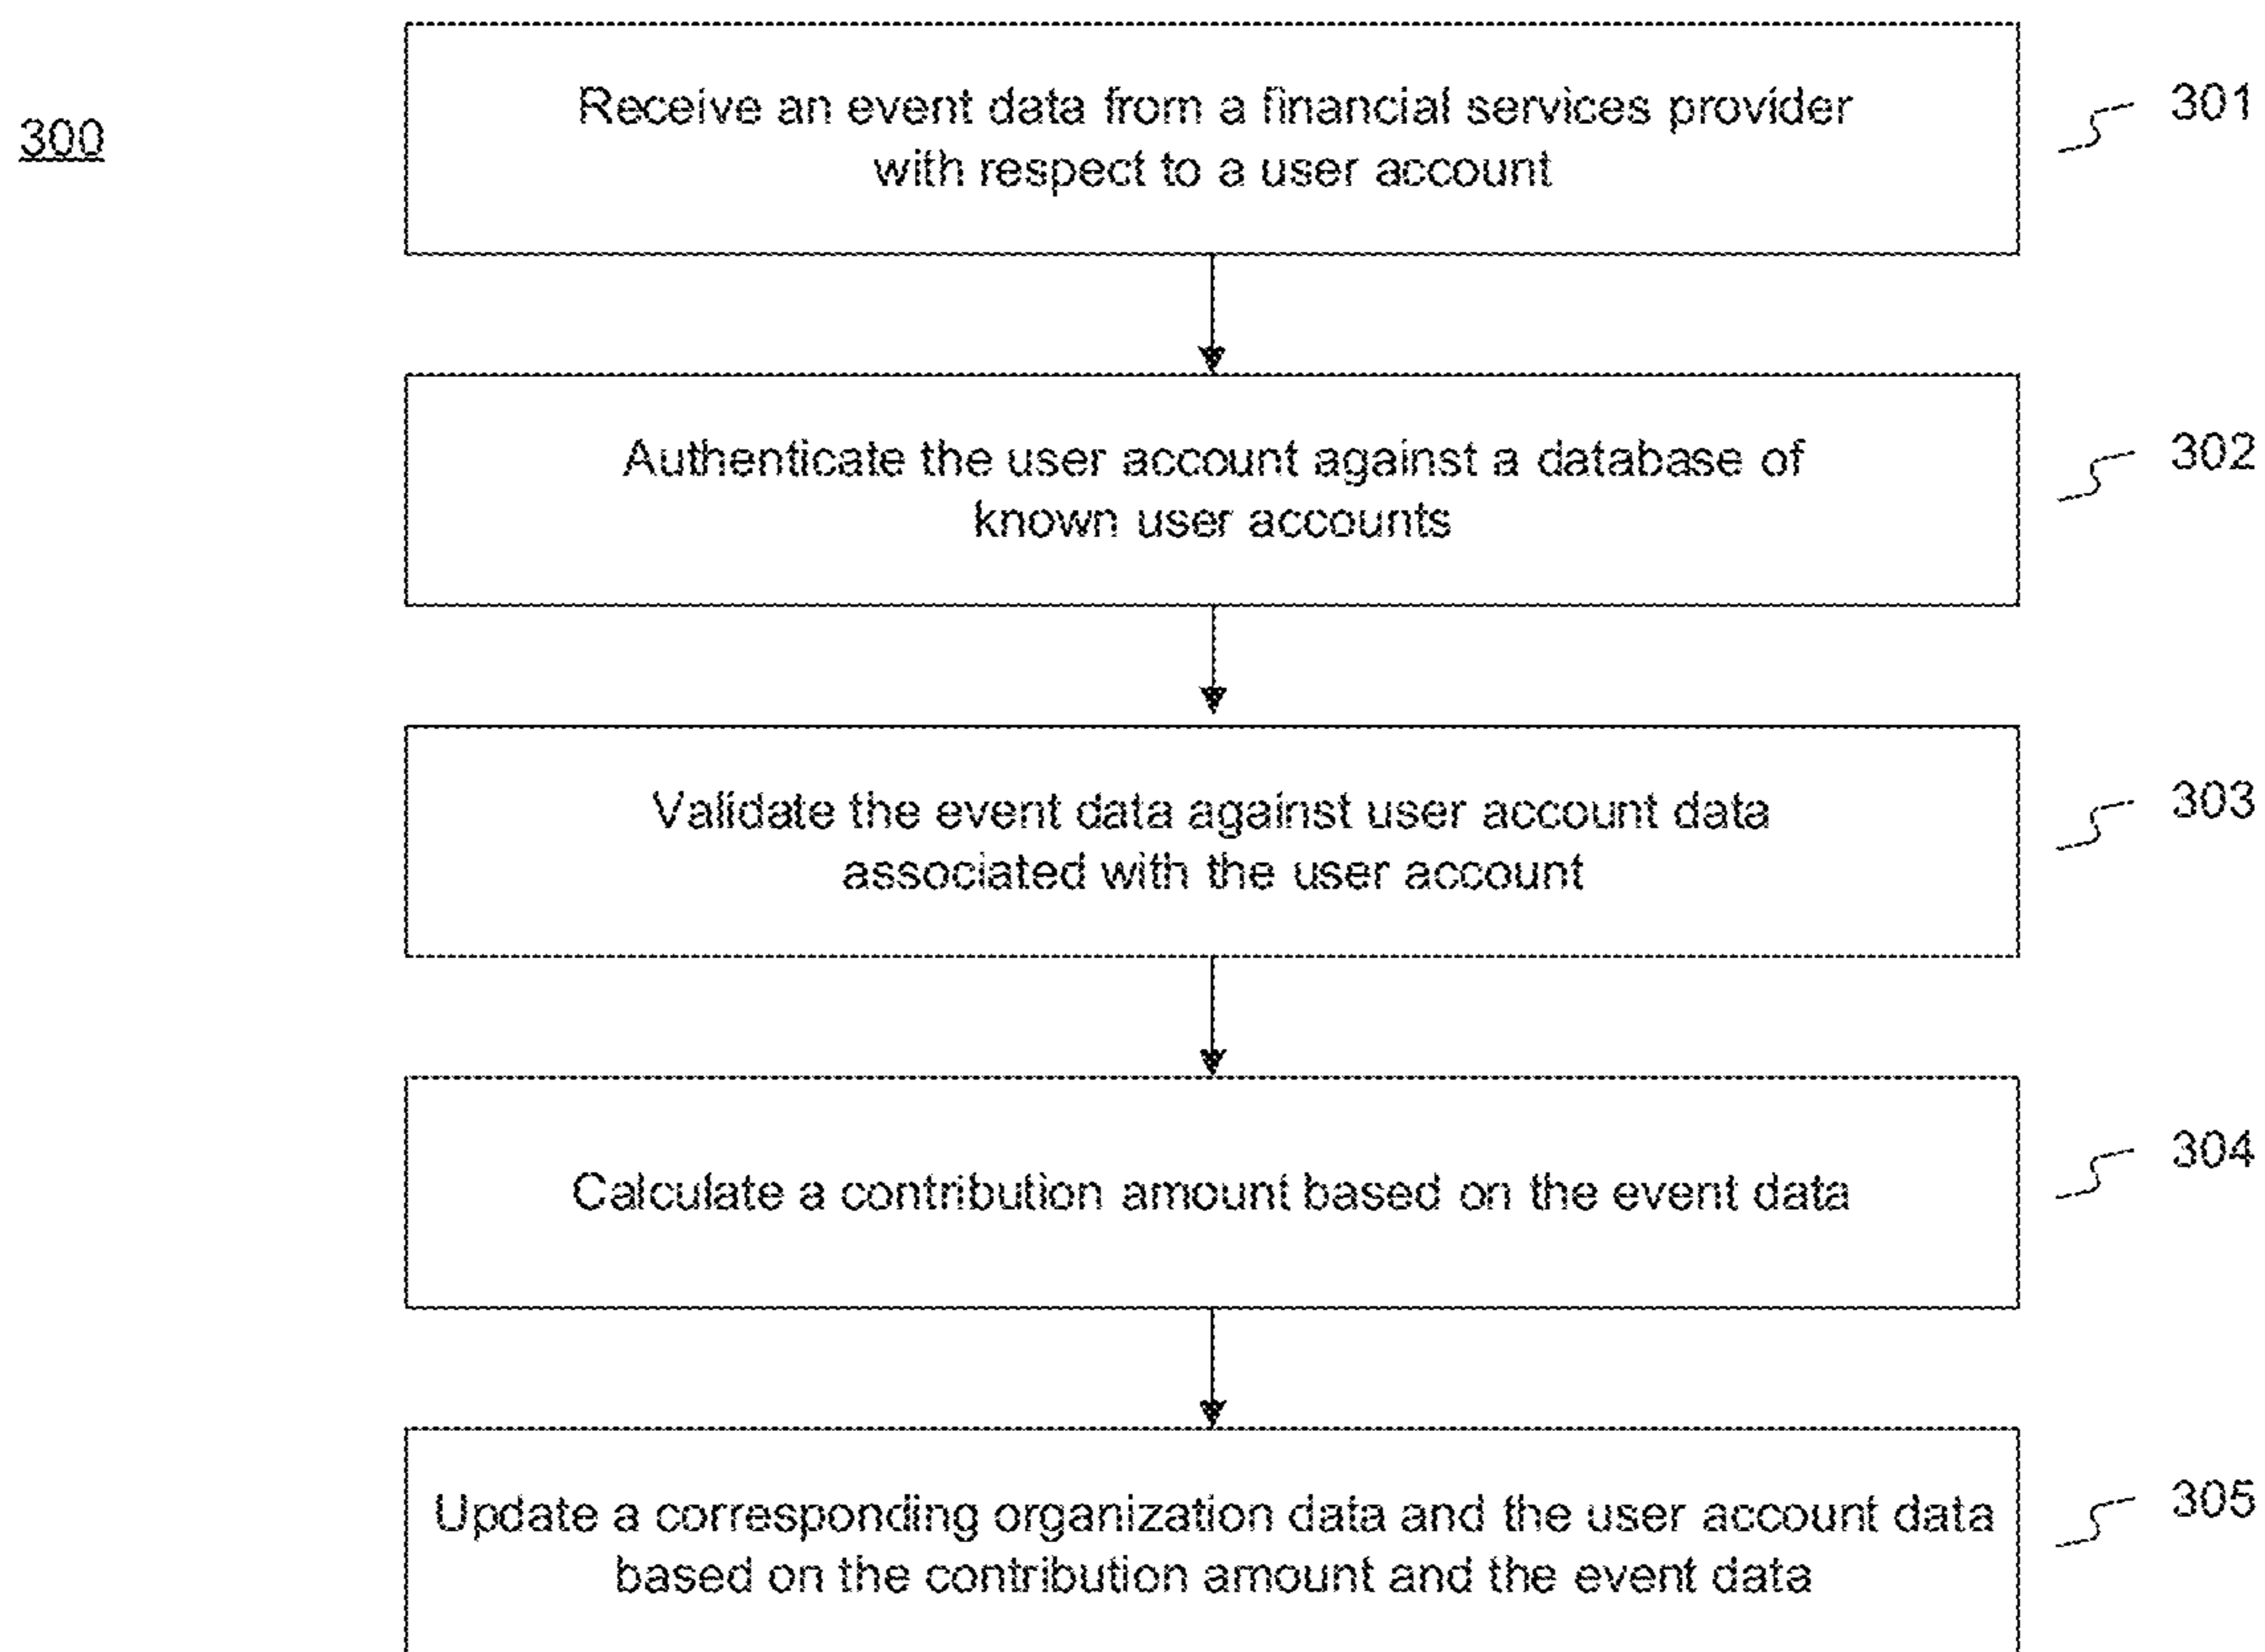 300
Receive an event data from a financial services provider
with respect to a user account
301
Authenticate the user account against a database of
known user accounts
302
Validate the event data against user account data
associated with the user account
303
Calculate a contribution amount based on the event data
304
Update a corresponding organization data and the user account data
based on the contribution amount and the event data
305